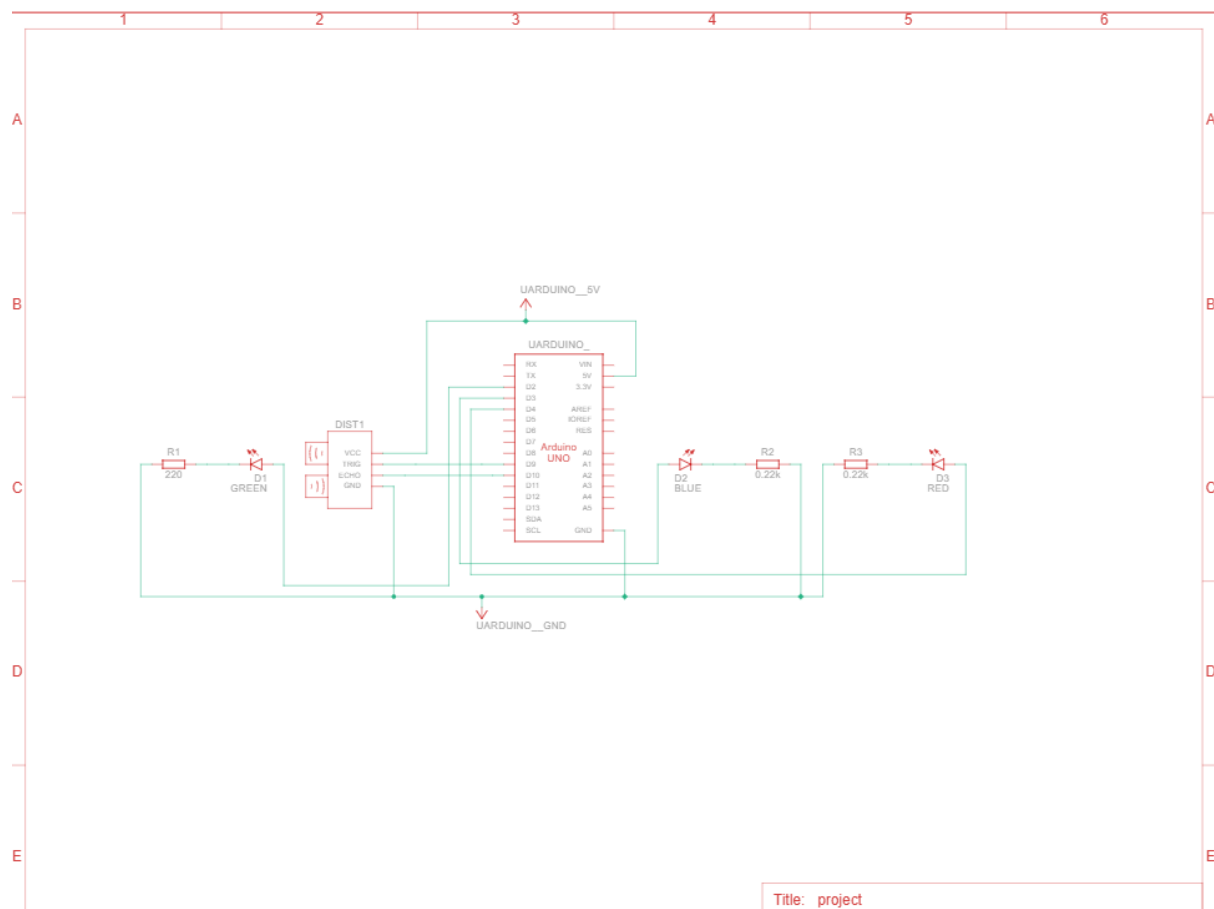 1 2 3 4 5 6
A A
B B
UARDUINO__5V
UARDUINO_
RX VIN
TX 5V
D2 3.3V
D3
D4 AREF
D5 IOREF
D6 RES
D7
D8 A0
D9 A1
D10 A2
D11 A3
D12 A4
D13 A5
SDA
SCL GND
Arduino
UNO
DIST1
VCC
TRIG
ECHO
GND
R1
220
D1
GREEN
D2
BLUE
R2
0.22k
R3
0.22k
D3
RED
C C
UARDUINO__GND
D D
E E
Title: project